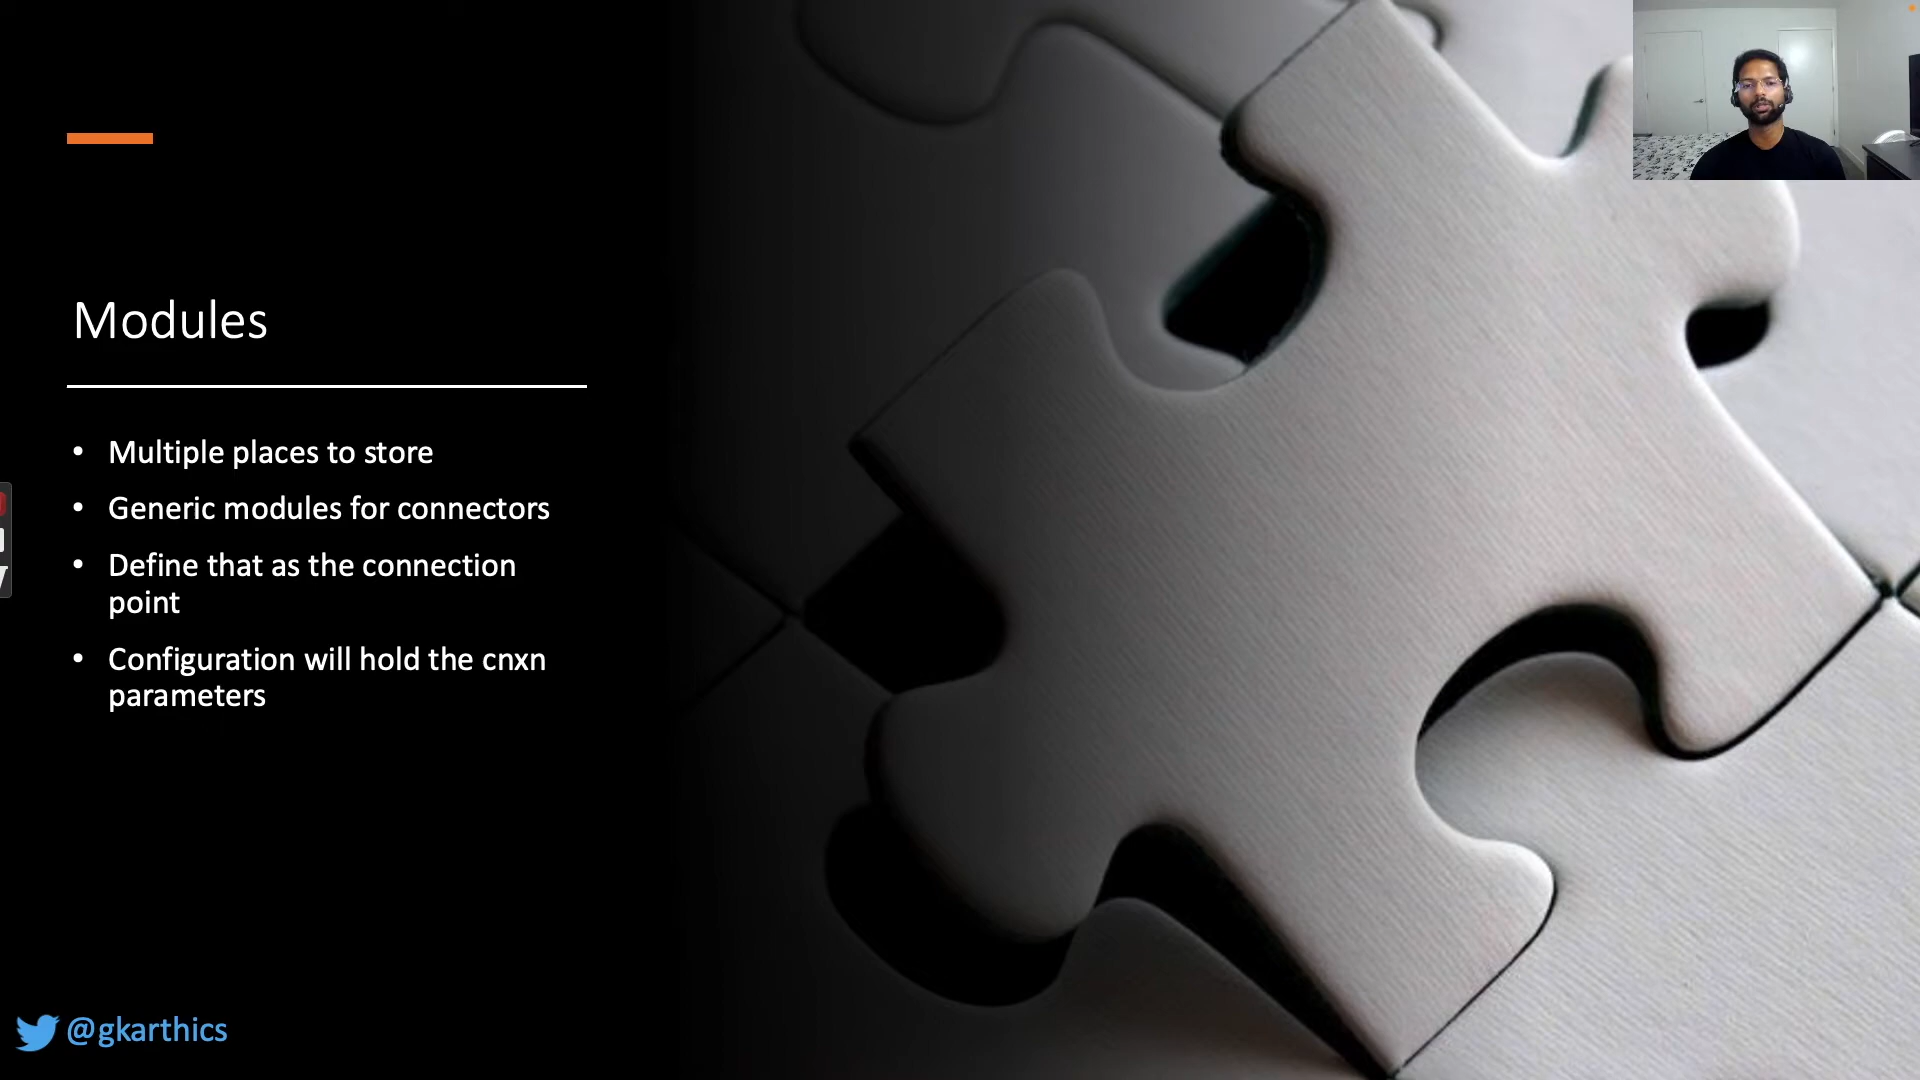 Modules
• Multiple places to store
• Generic modules for connectors
• Define that as the connection
point
• Configuration will hold the cnxn
parameters
@gkarthics